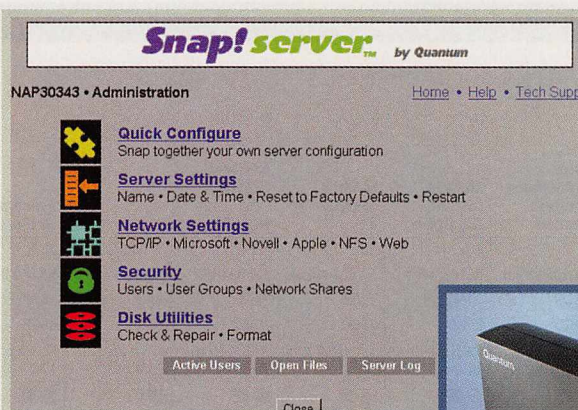 Snap! server™ by Quantum
NAP30343 • Administration
Home • Help • Tech Supp
Quick Configure
Snap together your own server configuration
Server Settings
Name • Date & Time • Reset to Factory Defaults • Restart
Network Settings
TCP/IP • Microsoft • Novell • Apple • NFS • Web
Security
Users • User Groups • Network Shares
Disk Utilities
Check & Repair • Format
Active Users Open Files Server Log
Quantum
Close